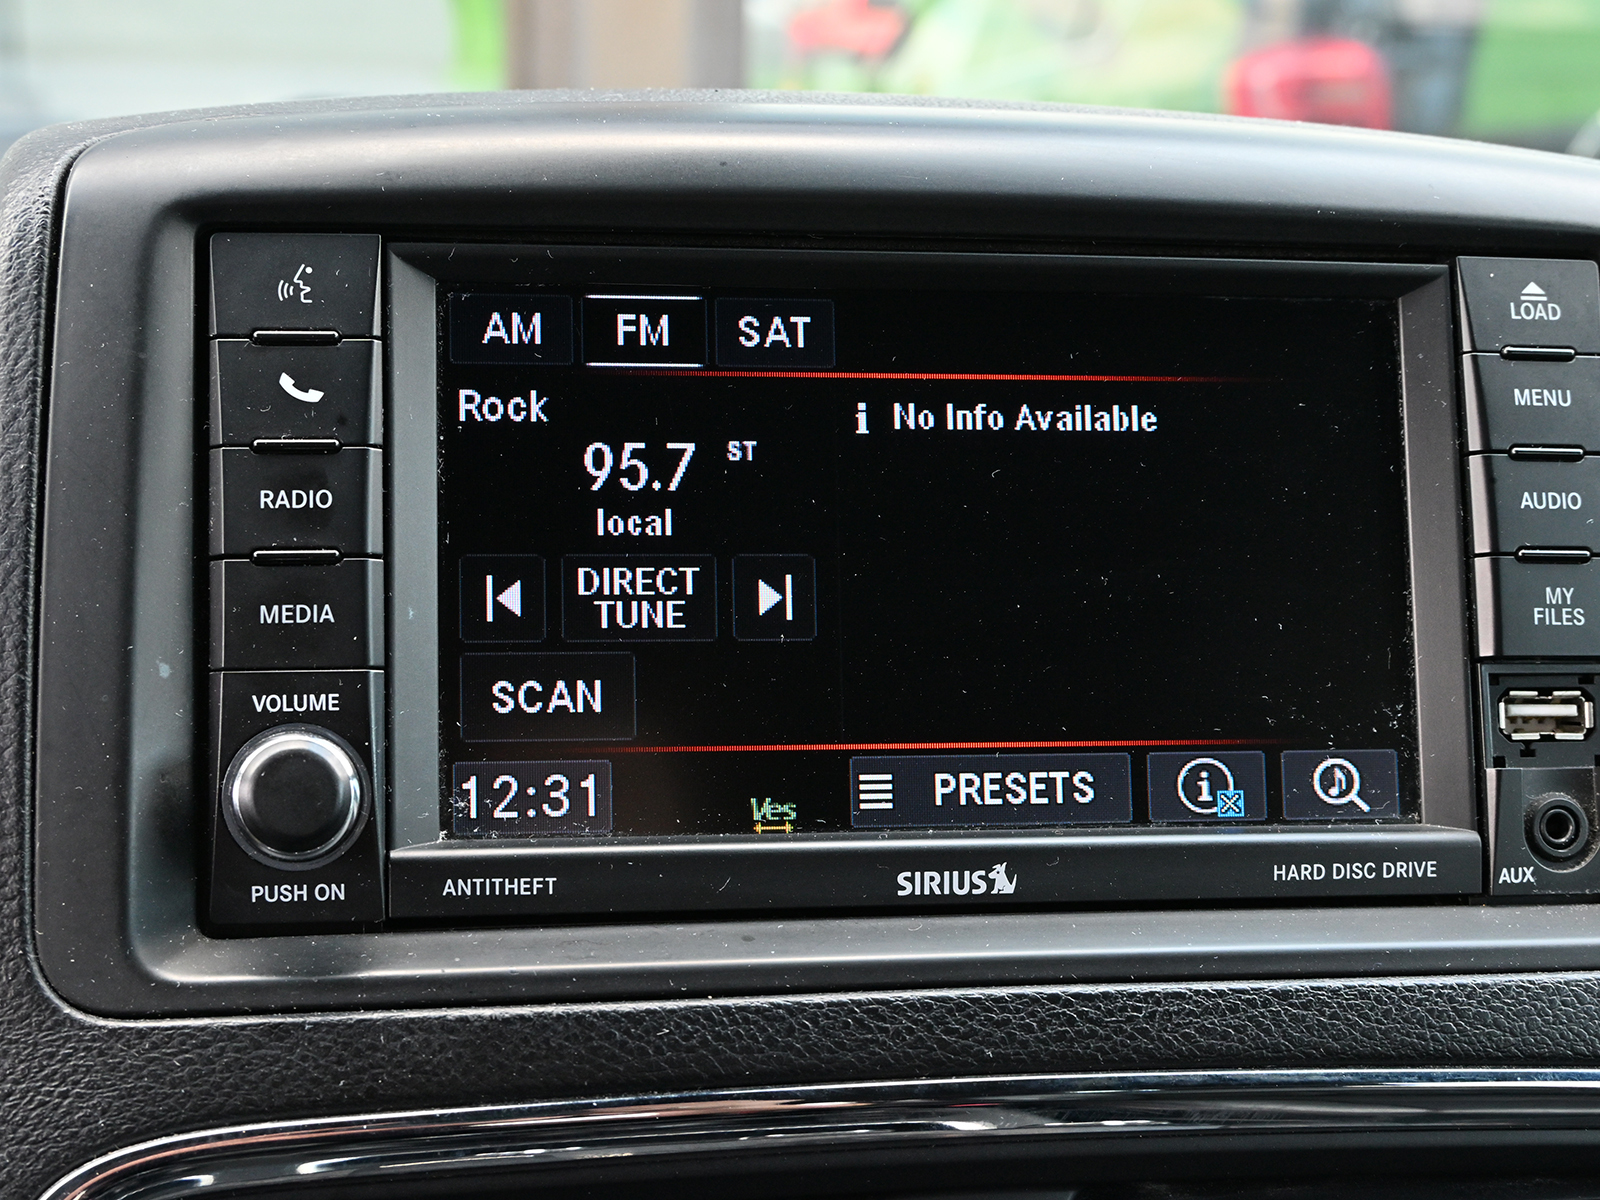 AM FM SAT
Rock
95.7 ST
local
DIRECT
TUNE
SCAN
12:31
Ves
PRESETS
i No Info Available
RADIO
MEDIA
VOLUME
PUSH ON
ANTITHEFT
SIRIUS
HARD DISC DRIVE
LOAD
MENU
AUDIO
MY
FILES
AUX